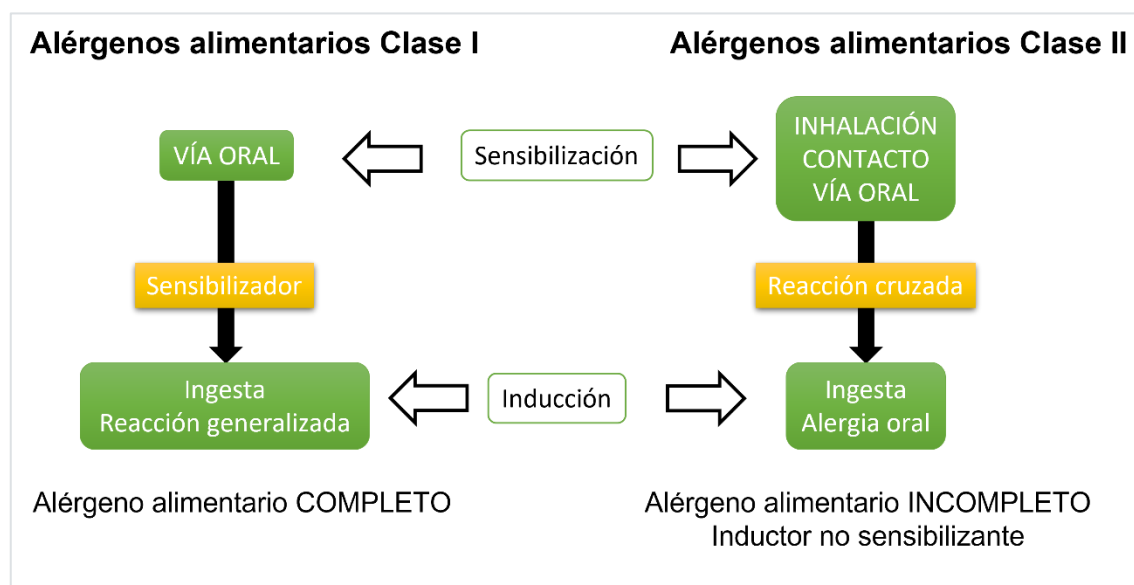 Alérgenos alimentarios Clase I
Alérgenos alimentarios Clase II
VÍA ORAL
Sensibilización
INHALACIÓN
CONTACTO
VÍA ORAL
Sensibilizador
Reacción cruzada
Ingesta
Reacción generalizada
Inducción
Ingesta
Alergia oral
Alérgeno alimentario COMPLETO
Alérgeno alimentario INCOMPLETO
Inductor no sensibilizante